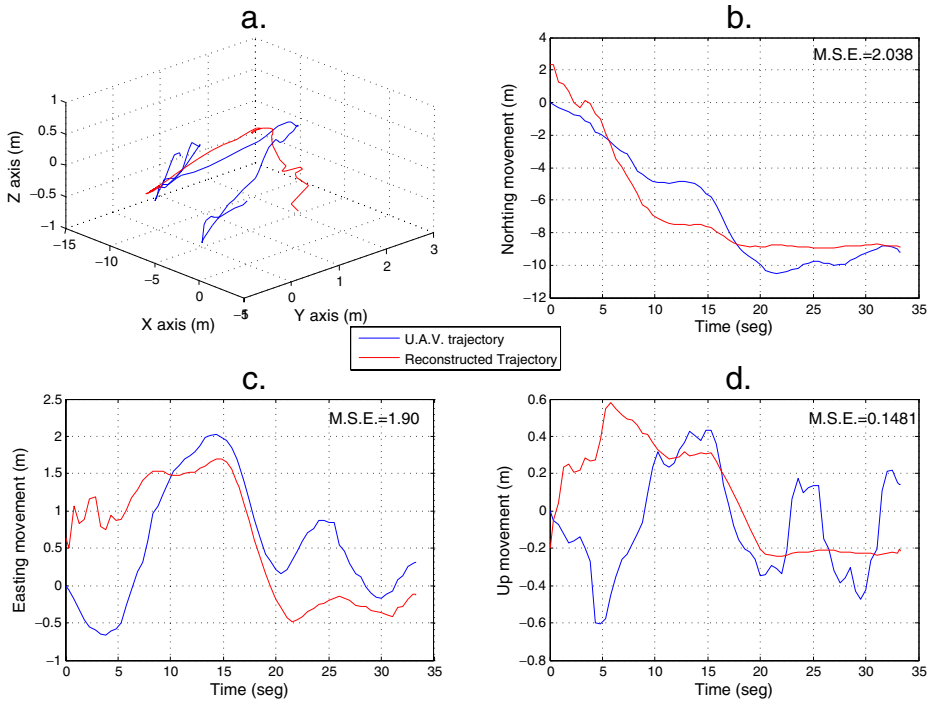 a.
1
0.5
0
−0.5
−1
Z axis (m)
−15
−10
−5
0
5
X axis (m)
−1
0
1
2
3
Y axis (m)
b.
M.S.E.=2.038
4
2
0
−2
−4
−6
−8
−10
−12
Norhting movement (m)
0 5 10 15 20 25 30 35
Time (seg)
U.A.V. trajectory
Reconstructed Trajectory
c.
M.S.E.=1.90
2.5
2
1.5
1
0.5
0
−0.5
−1
Easting movement (m)
0 5 10 15 20 25 30 35
Time (seg)
d.
M.S.E.=0.1481
0.6
0.4
0.2
0
−0.2
−0.4
−0.6
−0.8
Up movement (m)
0 5 10 15 20 25 30 35
Time (seg)